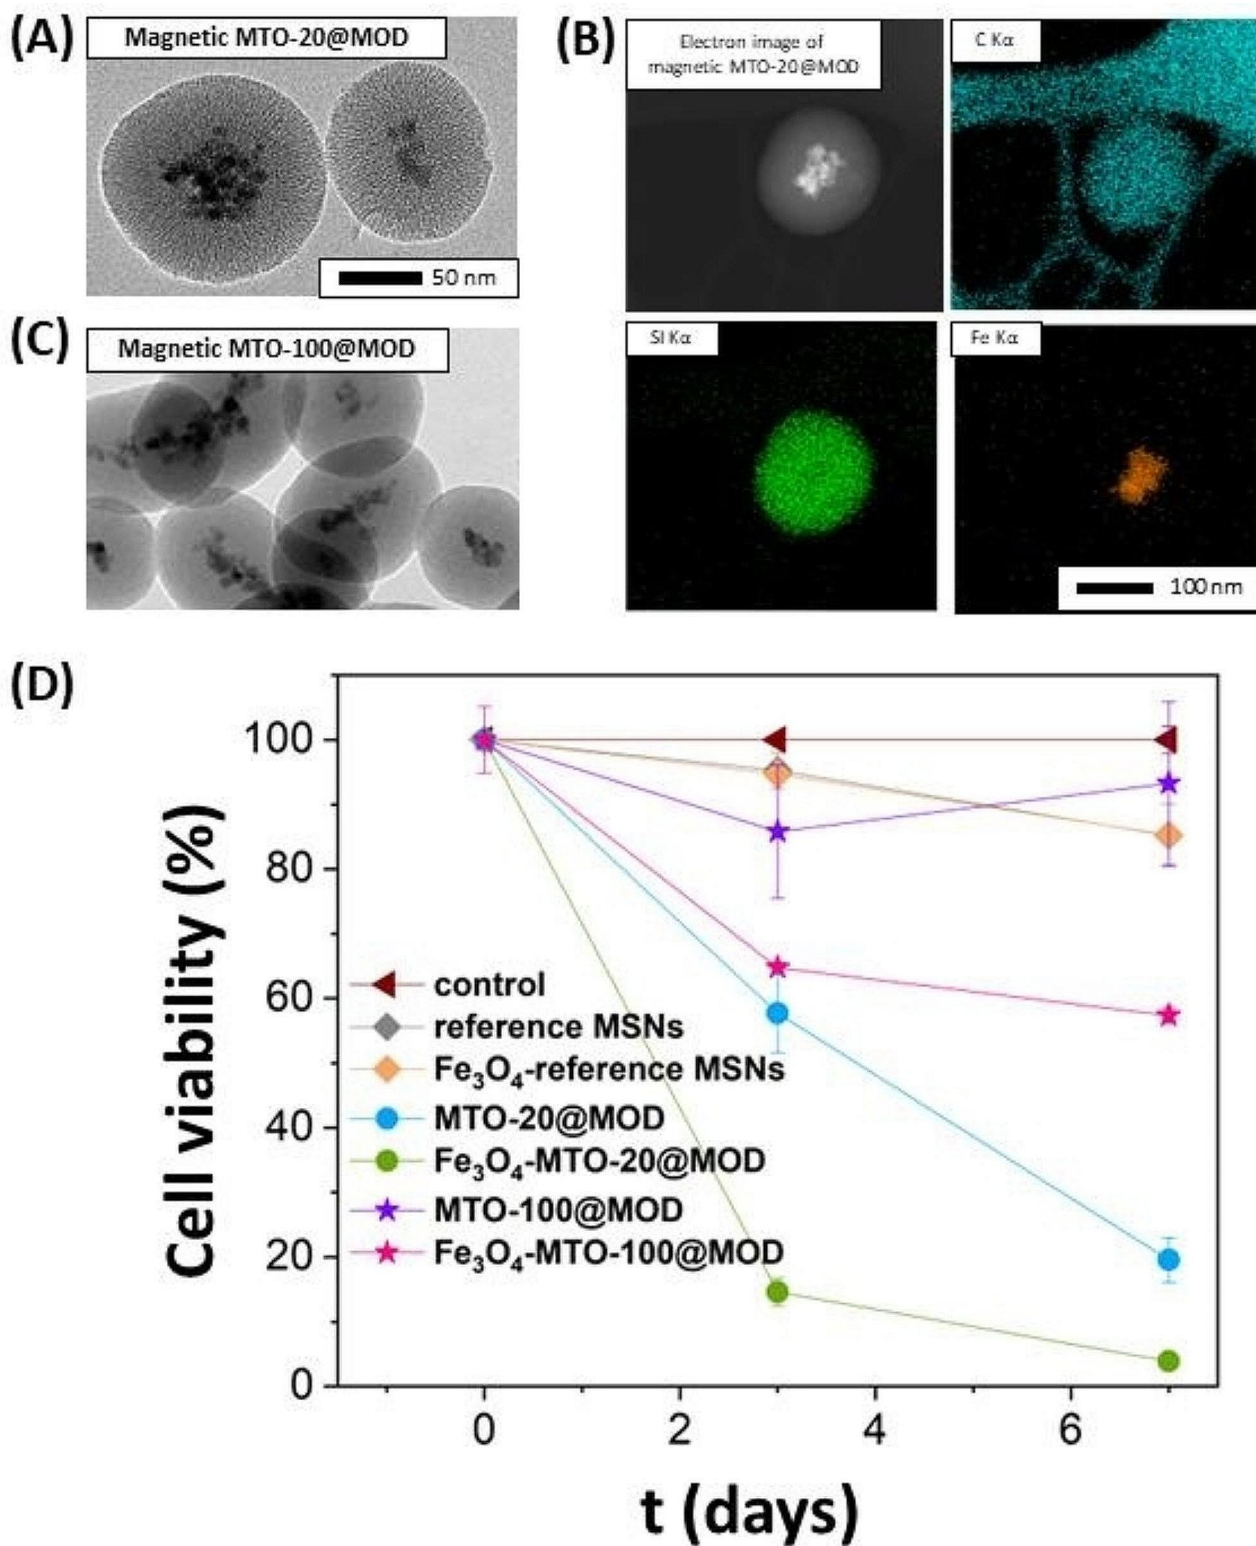 (A)
Magnetic MTO-20@MOD
50 nm
(B)
Electron image of
magnetic MTO-20@MOD
C Kα
Si Kα
Fe Kα
100 nm
(C)
Magnetic MTO-100@MOD
(D)
Cell viability (%)
100
80
60
40
20
0
control
reference MSNs
Fe₃O₄-reference MSNs
MTO-20@MOD
Fe₃O₄-MTO-20@MOD
MTO-100@MOD
Fe₃O₄-MTO-100@MOD
0 2 4 6
t (days)